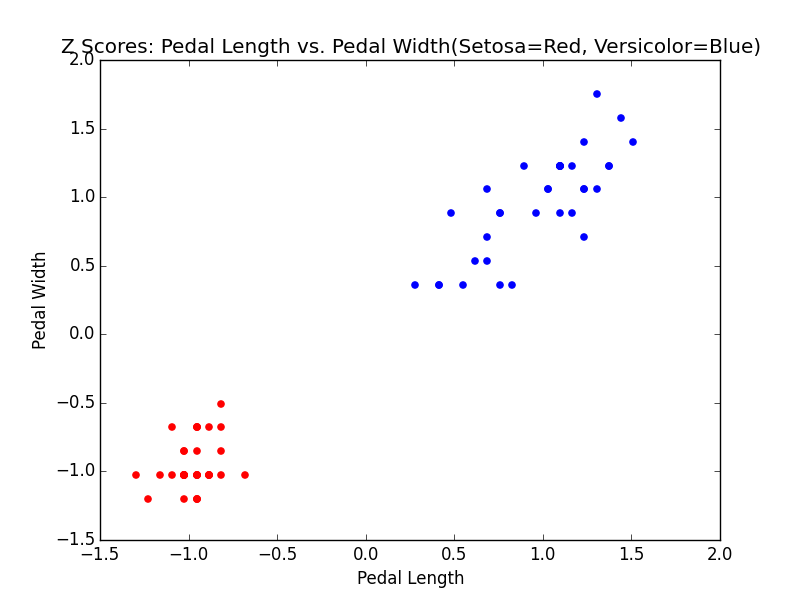 Z Scores: Pedal Length vs. Pedal Width(Setosa=Red, Versicolor=Blue)
2.0
1.5
1.0
0.5
0.0
−0.5
−1.0
−1.5
Pedal Width
−1.5 −1.0 −0.5 0.0 0.5 1.0 1.5 2.0
Pedal Length